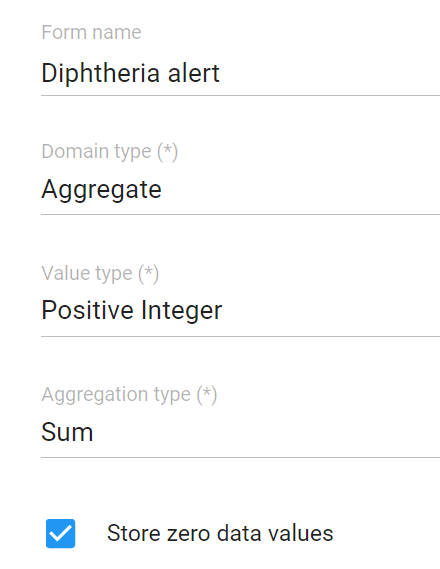 Form name
Diphtheria alert
Domain type (*)
Aggregate
Value type (*)
Positive Integer
Aggregation type (*)
Sum
Store zero data values